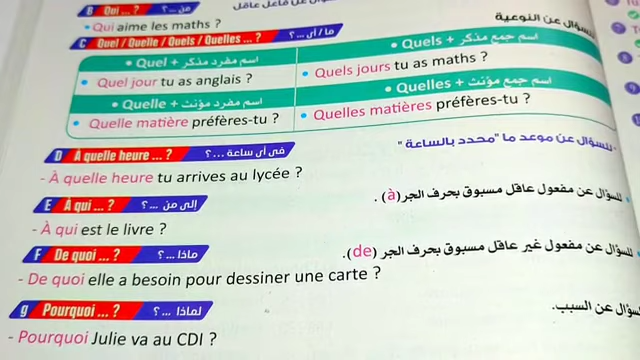 B Qui ... ? من ...؟
• Qui aime les maths ?
C Quel / Quelle / Quels / Quelles ... ? ما / أى ...؟ للسؤال عن النوعية
• Quel + اسم مفرد مذكر • Quels + اسم جمع مذكر
• Quel jour tu as anglais ? • Quels jours tu as maths ?
• Quelle + اسم مفرد مؤنث • Quelles + اسم جمع مؤنث
• Quelle matière préfères-tu ? • Quelles matières préfères-tu ?
D À quelle heure ... ? فى أى ساعة ...؟ للسؤال عن موعد ما "محدد بالساعة"
- À quelle heure tu arrives au lycée ?
E À qui ... ? إلى من ...؟ للسؤال عن مفعول عاقل مسبوق بحرف الجر (à) .
- À qui est le livre ?
F De quoi ... ? ماذا ...؟ للسؤال عن مفعول غير عاقل مسبوق بحرف الجر (de).
- De quoi elle a besoin pour dessiner une carte ?
g Pourquoi ... ? لماذا ...؟ للسؤال عن السبب.
- Pourquoi Julie va au CDI ?